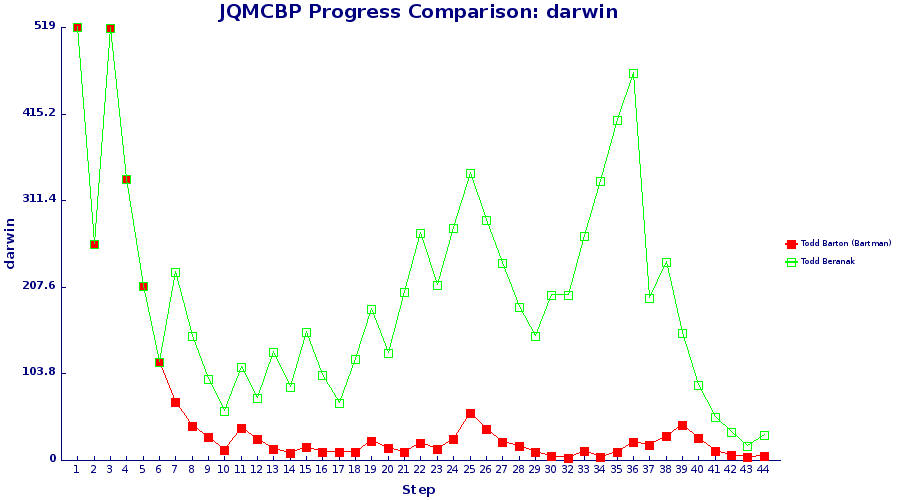 JQMCBP Progress Comparison: darwin
519
415.2
311.4
207.6
103.8
0
darwin
1 2 3 4 5 6 7 8 9 10 11 12 13 14 15 16 17 18 19 20 21 22 23 24 25 26 27 28 29 30 32 33 34 35 36 37 38 39 40 41 42 43 44
Step
Todd Barton (Bartman)
Todd Beranak